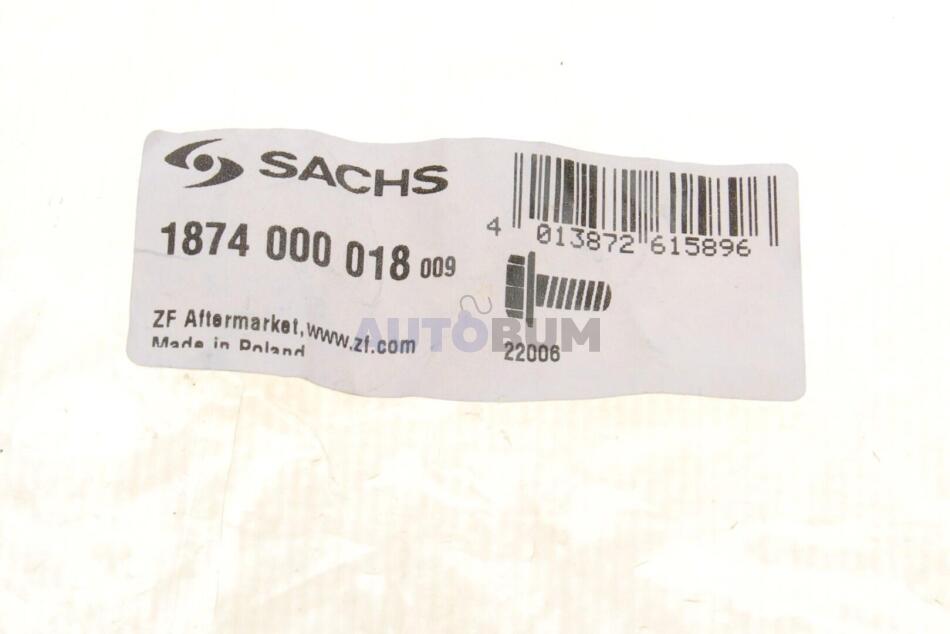 SACHS
1874 000 018 009
ZF Aftermarket, www.zf.com
Made in Poland
4 013872 615896
22006
AUTOBUM